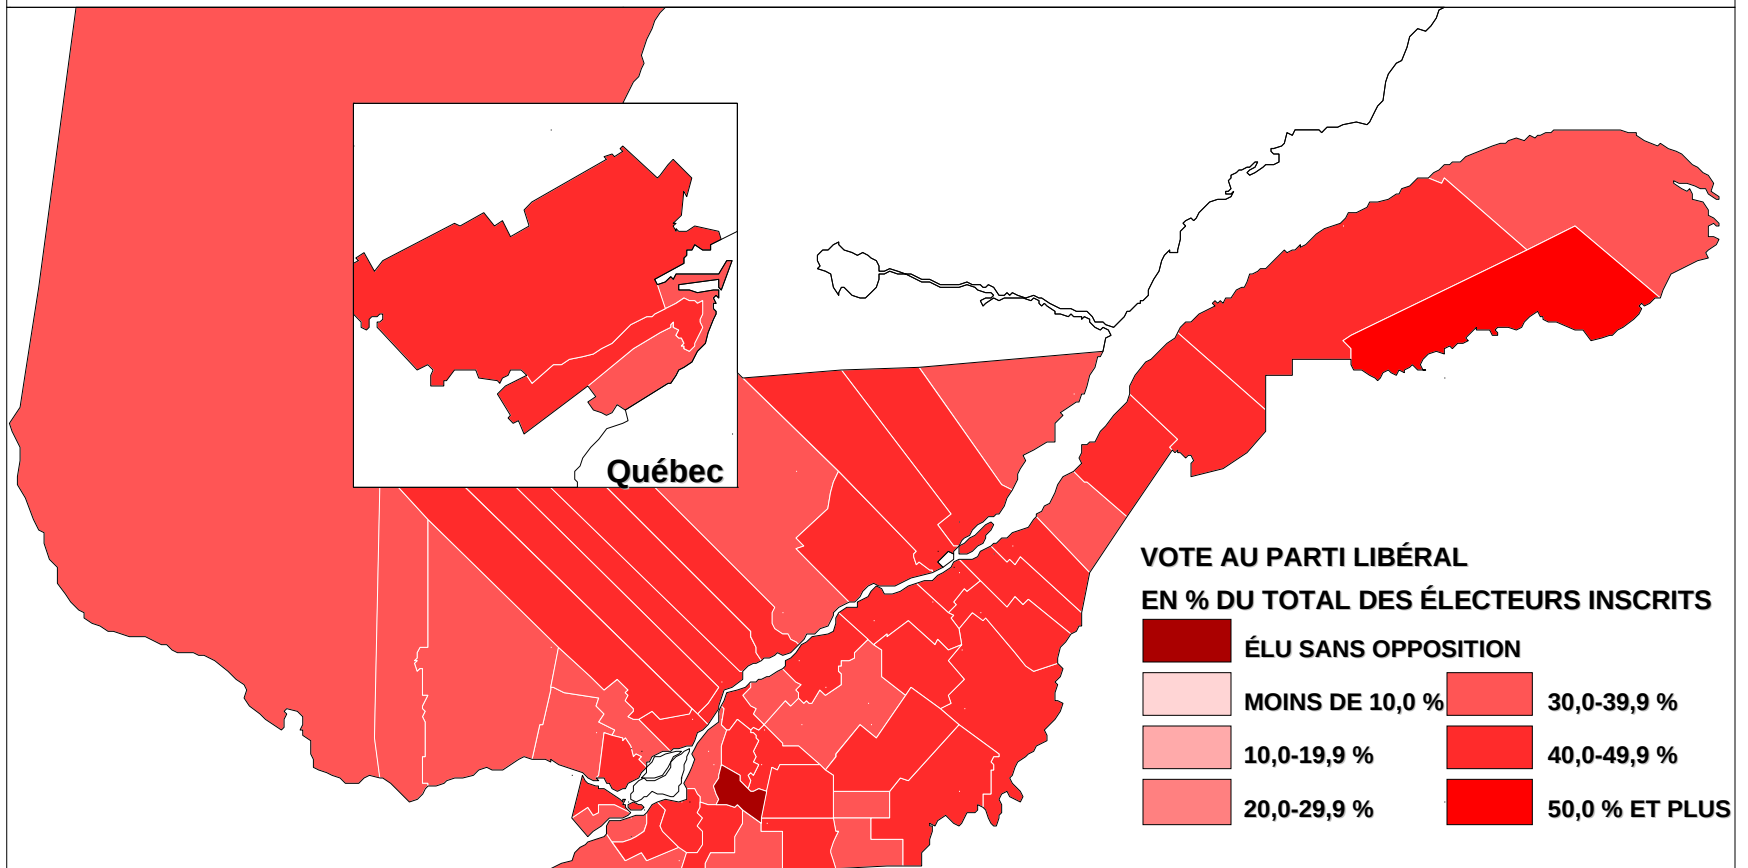 Québec
VOTE AU PARTI LIBÉRAL
EN % DU TOTAL DES ÉLECTEURS INSCRITS
ÉLU SANS OPPOSITION
MOINS DE 10,0 %
30,0-39,9 %
10,0-19,9 %
40,0-49,9 %
20,0-29,9 %
50,0 % ET PLUS